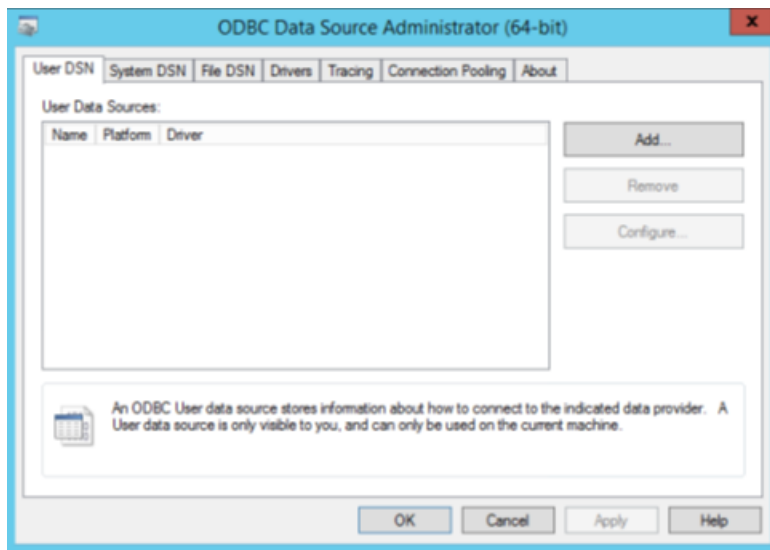 ODBC Data Source Administrator (64-bit)
x
User DSN System DSN File DSN Drivers Tracing Connection Pooling About
User Data Sources:
Name Platform Driver
Add...
Remove
Configure...
An ODBC User data source stores information about how to connect to the indicated data provider. A
User data source is only visible to you, and can only be used on the current machine.
OK Cancel Apply Help